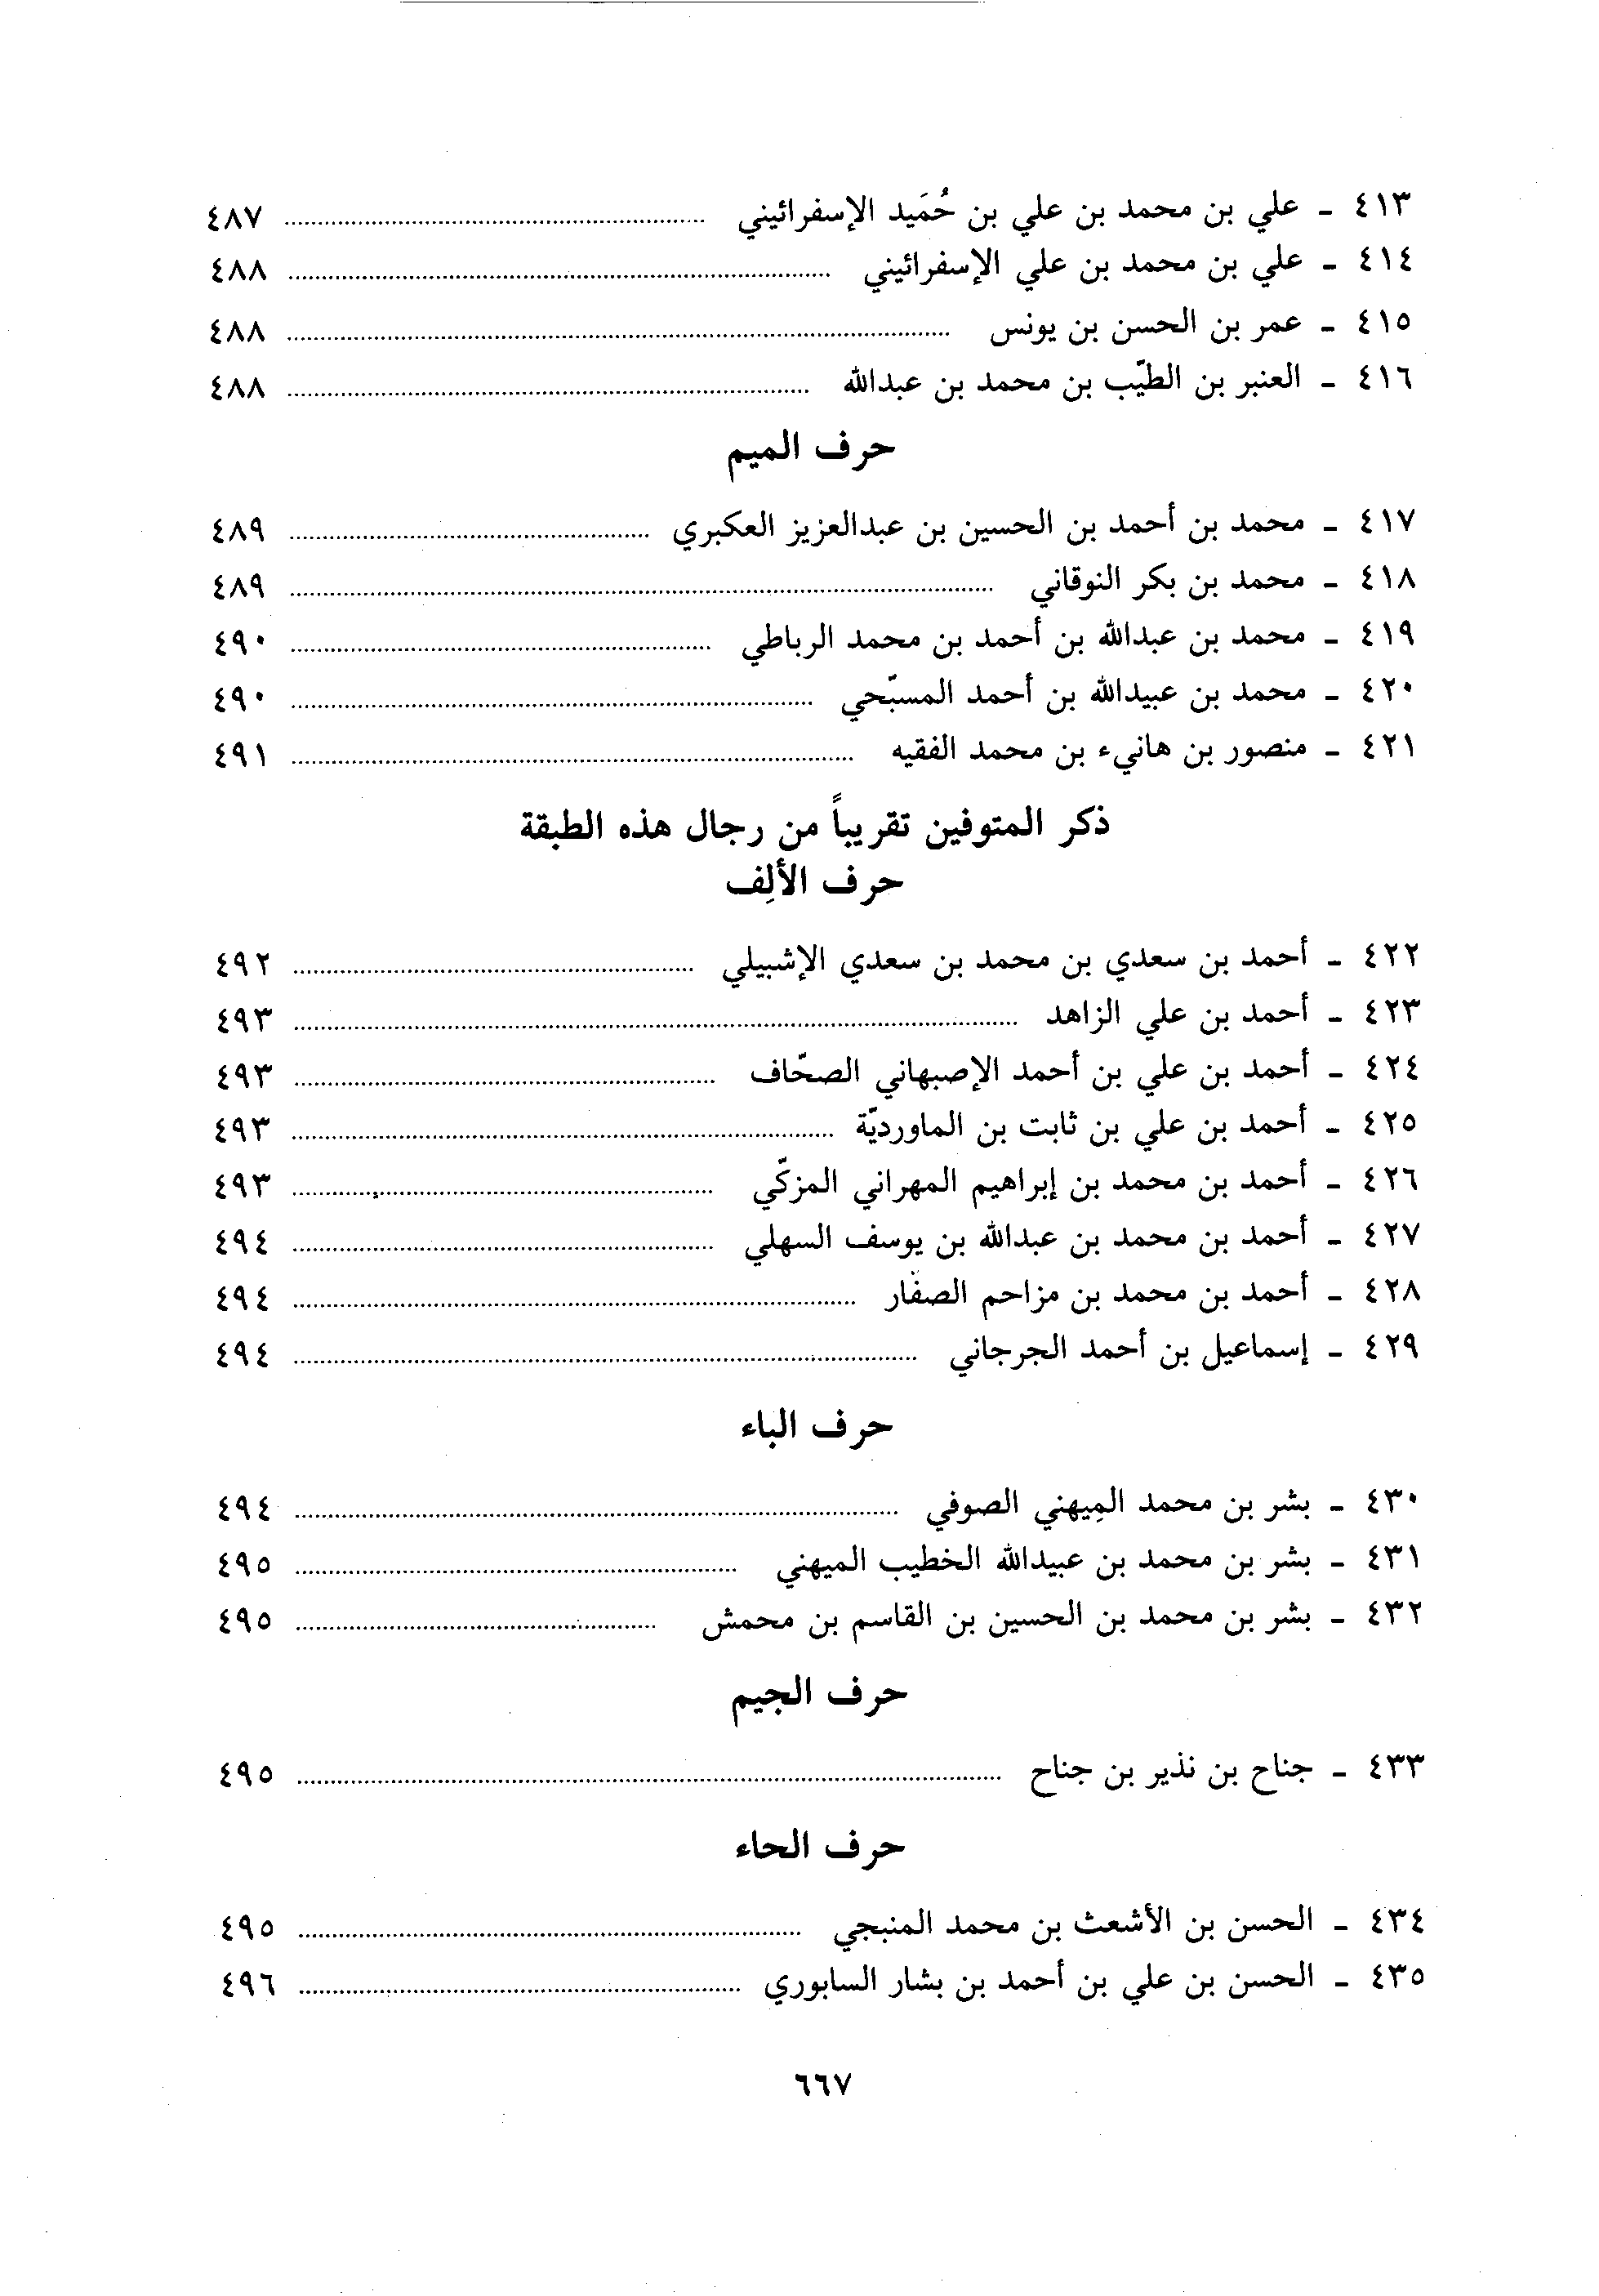 ٤١٣ - علي بن محمد بن علي بن حُمَيد الإسفرائيني ........ ٤٨٧
٤١٤ - علي بن محمد بن علي الإسفرائيني ........ ٤٨٨
٤١٥ - عمر بن الحسن بن يونس ........ ٤٨٨
٤١٦ - العنبر بن الطيّب بن محمد بن عبدالله ........ ٤٨٨
حرف الميم
٤١٧ - محمد بن أحمد بن الحسين بن عبدالعزيز العكبري ........ ٤٨٩
٤١٨ - محمد بن بكر النوقاني ........ ٤٨٩
٤١٩ - محمد بن عبدالله بن أحمد بن محمد الرباطي ........ ٤٩٠
٤٢٠ - محمد بن عبيدالله بن أحمد المسبّحي ........ ٤٩٠
٤٢١ - منصور بن هانيء بن محمد الفقيه ........ ٤٩١
ذكر المتوفين تقريباً من رجال هذه الطبقة
حرف الألِف
٤٢٢ - أحمد بن سعدي بن محمد بن سعدي الإشبيلي ........ ٤٩٢
٤٢٣ - أحمد بن علي الزاهد ........ ٤٩٣
٤٢٤ - أحمد بن علي بن أحمد الإصبهاني الصحّاف ........ ٤٩٣
٤٢٥ - أحمد بن علي بن ثابت بن الماورديّة ........ ٤٩٣
٤٢٦ - أحمد بن محمد بن إبراهيم المهراني المزكّي ........ ٤٩٣
٤٢٧ - أحمد بن محمد بن عبدالله بن يوسف السهلي ........ ٤٩٤
٤٢٨ - أحمد بن محمد بن مزاحم الصفّار ........ ٤٩٤
٤٢٩ - إسماعيل بن أحمد الجرجاني ........ ٤٩٤
حرف الباء
٤٣٠ - بشر بن محمد المِيهني الصوفي ........ ٤٩٤
٤٣١ - بشر بن محمد بن عبيدالله الخطيب الميهني ........ ٤٩٥
٤٣٢ - بشر بن محمد بن الحسين بن القاسم بن محمش ........ ٤٩٥
حرف الجيم
٤٣٣ - جناح بن نذير بن جناح ........ ٤٩٥
حرف الحاء
٤٣٤ - الحسن بن الأشعث بن محمد المنبجي ........ ٤٩٥
٤٣٥ - الحسن بن علي بن أحمد بن بشار السابوري ........ ٤٩٦
٦٦٧